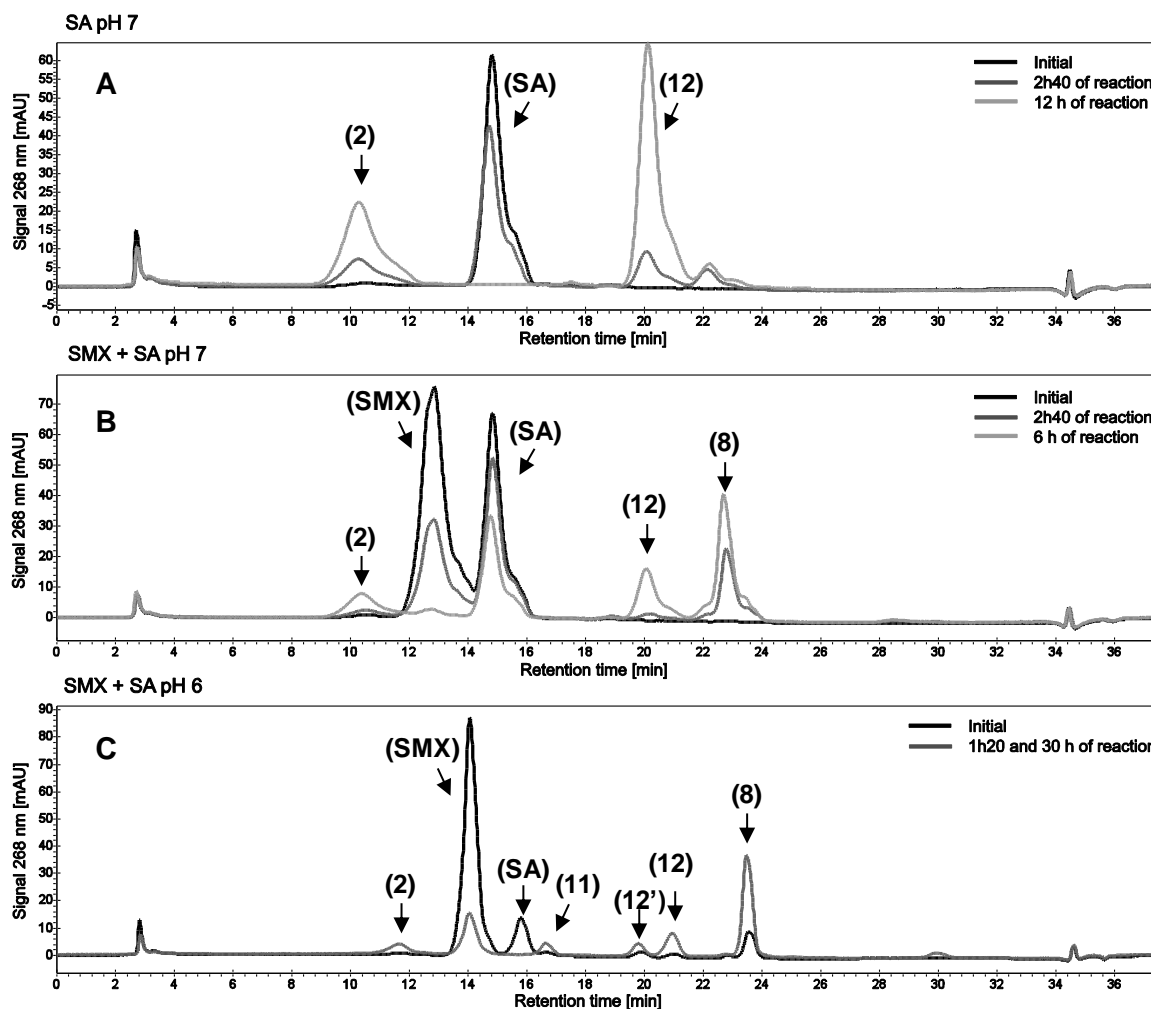 SA pH 7
A
(2)
(SA)
(12)
Initial
2h40 of reaction
12 h of reaction
Signal 268 nm [mAU]
60
55
50
45
40
35
30
25
20
15
10
5
0
-5
0 2 4 6 8 10 12 14 16 18 20 22 24 26 28 30 32 34 36
Retention time [min]
SMX + SA pH 7
B
(SMX)
(SA)
(2)
(12)
(8)
Initial
2h40 of reaction
6 h of reaction
Signal 268 nm [mAU]
70
60
50
40
30
20
10
0
0 2 4 6 8 10 12 14 16 18 20 22 24 26 28 30 32 34 36
Retention time [min]
SMX + SA pH 6
C
(SMX)
(2)
(SA)
(11)
(12')
(12)
(8)
Initial
1h20 and 30 h of reaction
Signal 268 nm [mAU]
90
80
70
60
50
40
30
20
10
0
0 2 4 6 8 10 12 14 16 18 20 22 24 26 28 30 32 34 36
Retention time [min]